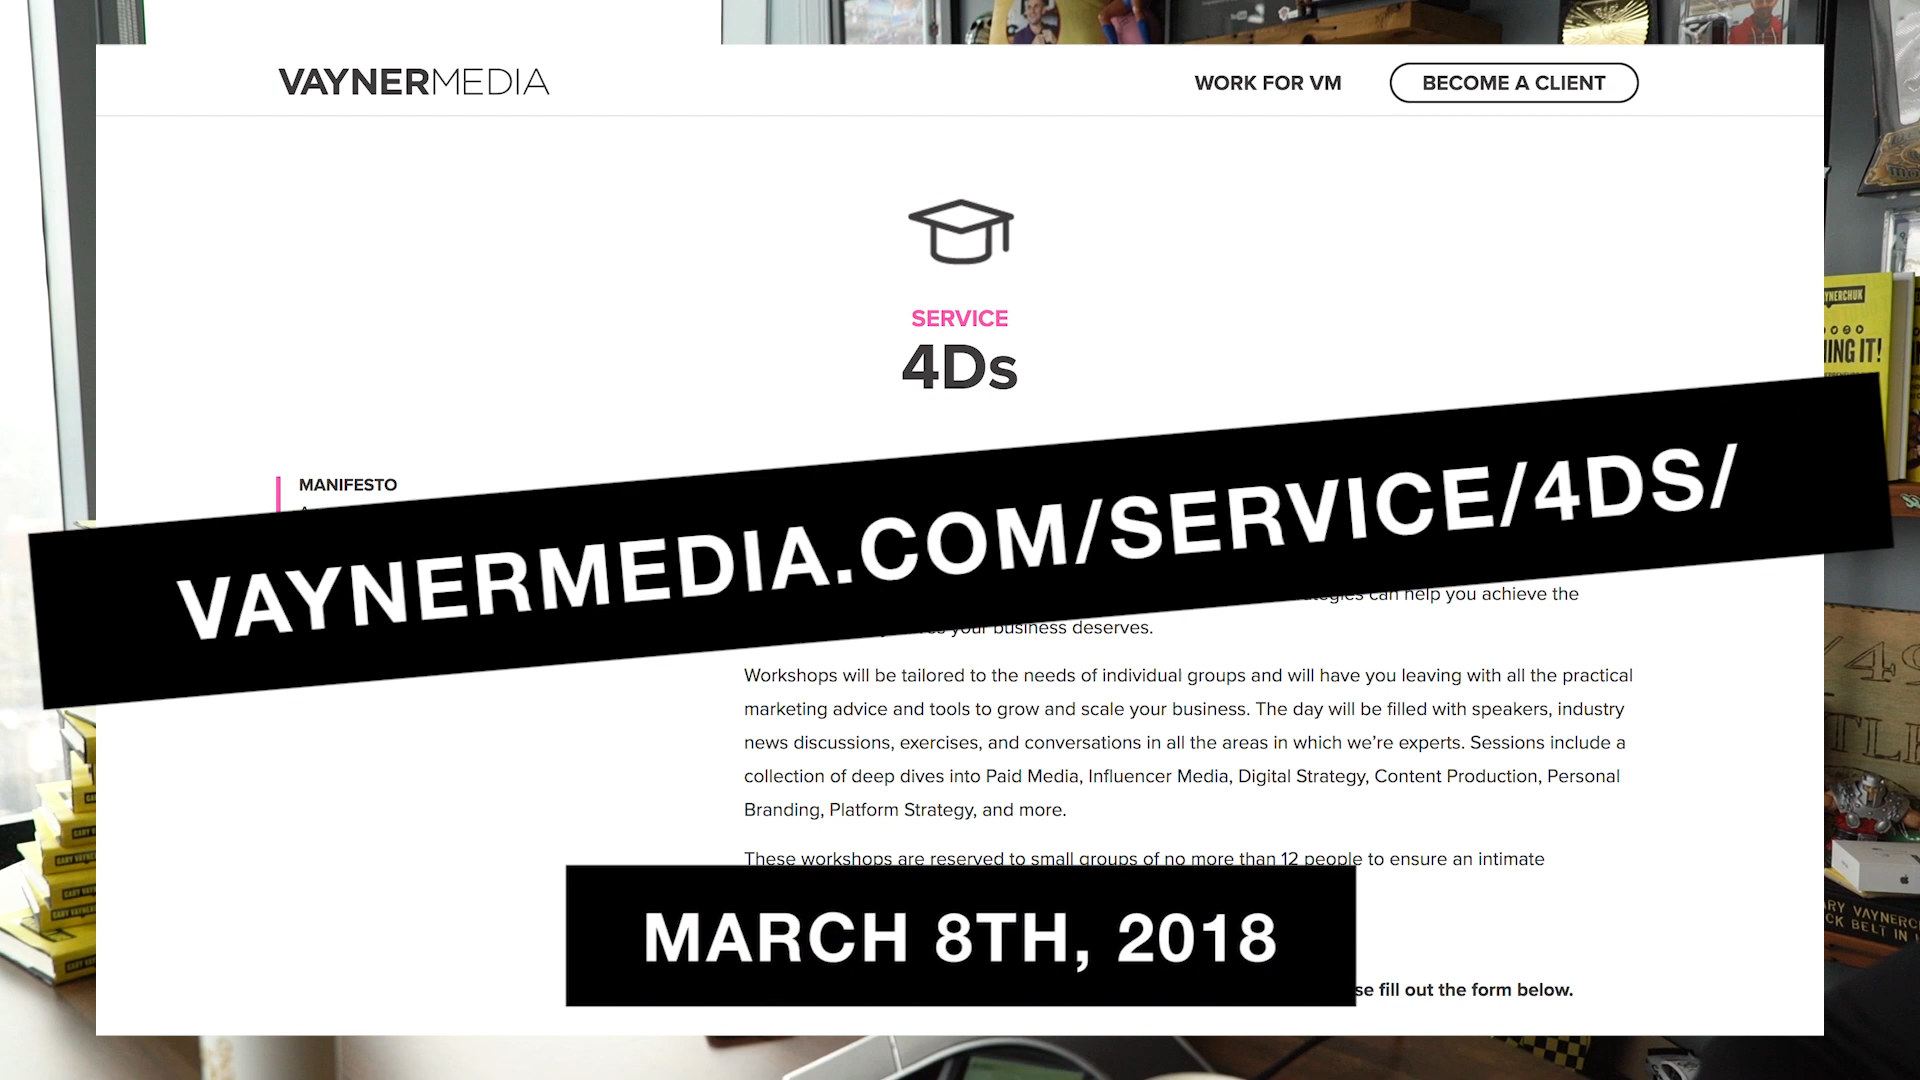 VAYNERMEDIA
WORK FOR VM
BECOME A CLIENT
SERVICE
4Ds
MANIFESTO
VAYNERMEDIA.COM/SERVICE/4DS/
can help you achieve the
business deserves.
Workshops will be tailored to the needs of individual groups and will have you leaving with all the practical
marketing advice and tools to grow and scale your business. The day will be filled with speakers, industry
news discussions, exercises, and conversations in all the areas in which we’re experts. Sessions include a
collection of deep dives into Paid Media, Influencer Media, Digital Strategy, Content Production, Personal
Branding, Platform Strategy, and more.
These workshops are reserved to small groups of no more than 12 people to ensure an intimate
MARCH 8TH, 2018
fill out the form below.